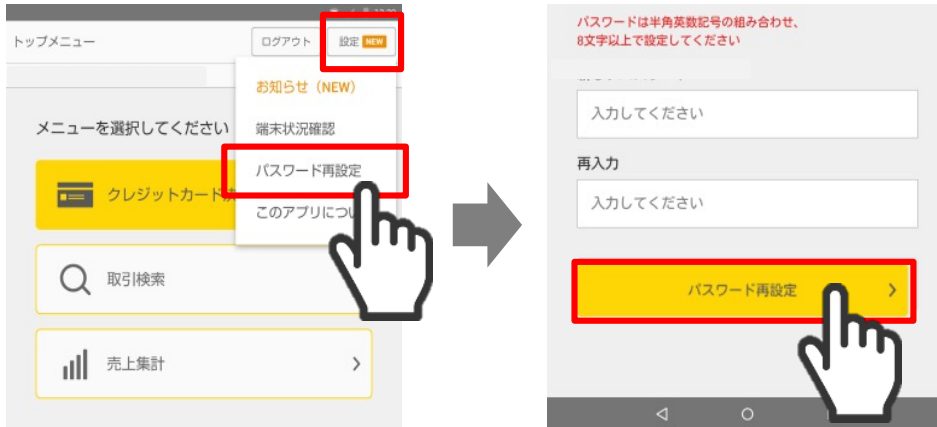 トップメニュー
ログアウト
設定 NEW
お知らせ（NEW）
端末状況確認
パスワード再設定
このアプリについ
メニューを選択してください
クレジットカード
取引検索
売上集計
パスワードは半角英数記号の組み合わせ、
8文字以上で設定してください
入力してください
再入力
入力してください
パスワード再設定